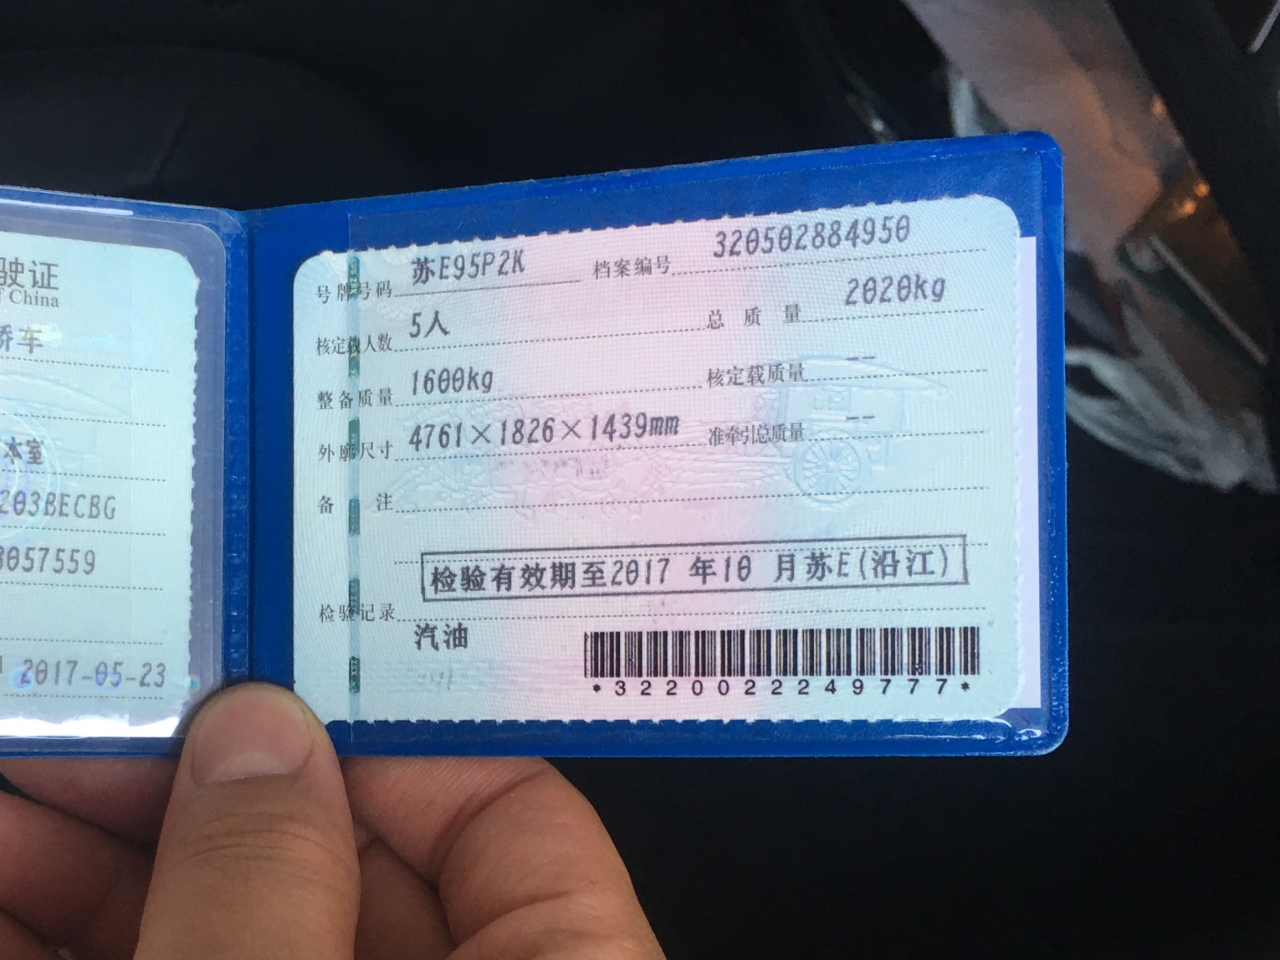 驶证
f China
轿车
本室
203BECBG
3057559
2017-05-23
号牌号码 苏E95P2K 档案编号 320502884950
核定载人数 5人 总质量 2020kg
整备质量 1600kg 核定载质量 --
外廓尺寸 4761×1826×1439mm 准牵引总质量 --
备注
检验有效期至2017 年10 月苏E(沿江)
检验记录
汽油
*3220022249777*